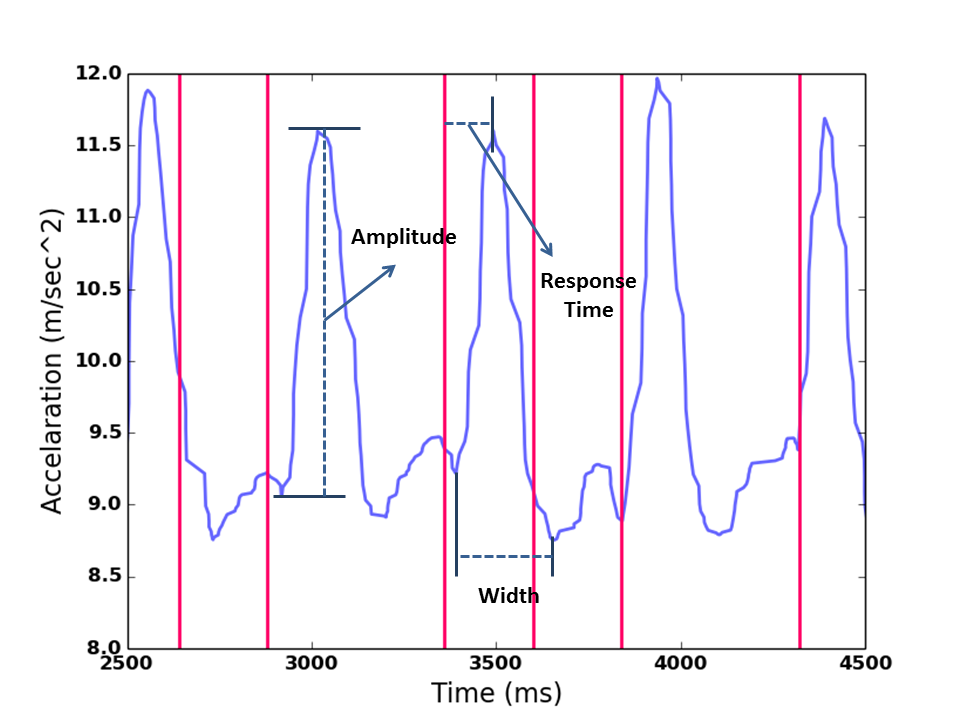 12.0
11.5
11.0
10.5
10.0
9.5
9.0
8.5
8.0
Accelaration (m/sec^2)
Amplitude
Response
Time
Width
2500 3000 3500 4000 4500
Time (ms)